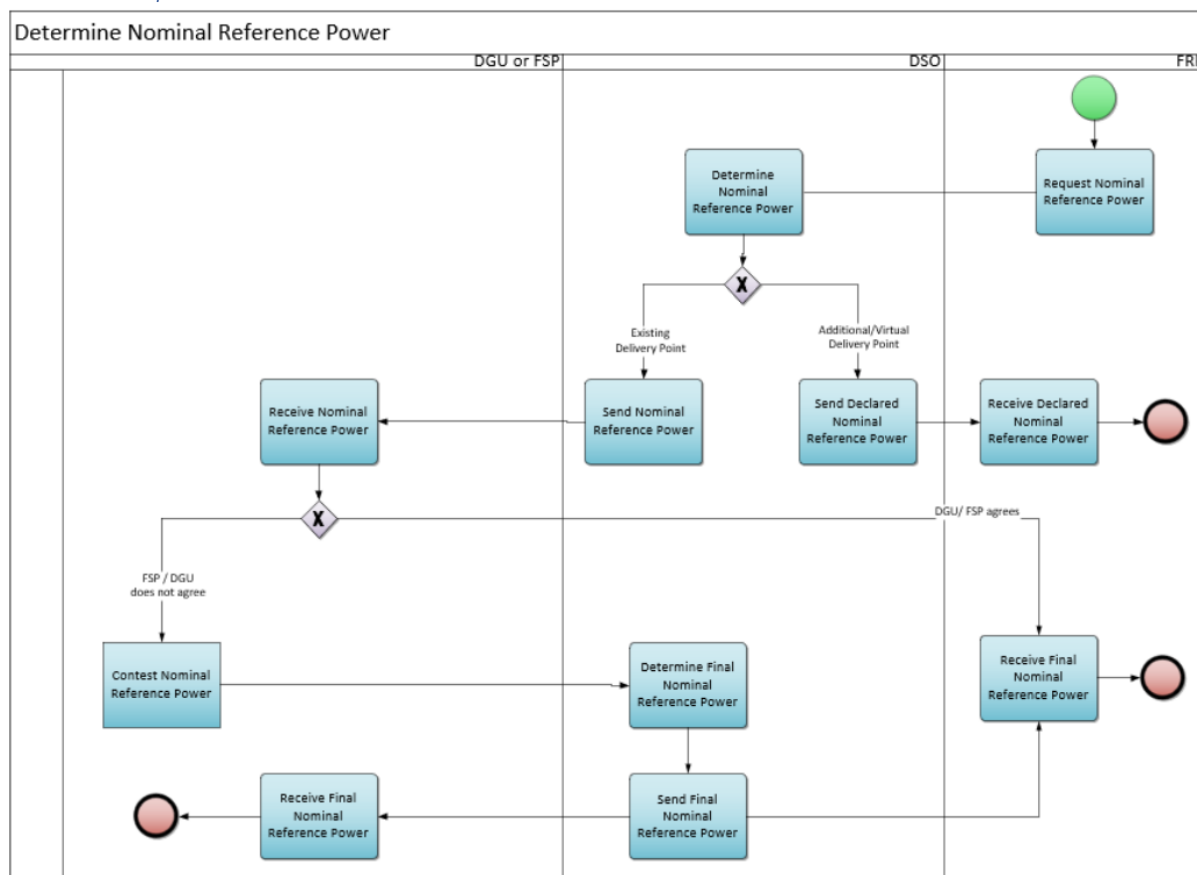 Determine Nominal Reference Power
DGU or FSP
DSO
Determine
Nominal
Reference Power
Request Nominal
Reference Power
X
Existing
Delivery Point
Additional/Virtual
Delivery Point
Receive Nominal
Reference Power
Send Nominal
Reference Power
Send Declared
Nominal
Reference Power
Receive Declared
Nominal
Reference Power
X
DGU/ FSP agrees
FSP / DGU
does not agree
Contest Nominal
Reference Power
Determine Final
Nominal
Reference Power
Receive Final
Nominal
Reference Power
Receive Final
Nominal
Reference Power
Send Final
Nominal
Reference Power